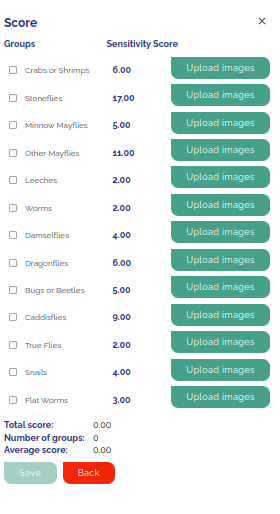 Score ×
Groups Sensitivity Score
Crabs or Shrimps 6.00 Upload images
Stoneflies 17.00 Upload images
Minnow Mayflies 5.00 Upload images
Other Mayflies 11.00 Upload images
Leeches 2.00 Upload images
Worms 2.00 Upload images
Damselflies 4.00 Upload images
Dragonflies 6.00 Upload images
Bugs or Beetles 5.00 Upload images
Caddisflies 9.00 Upload images
True Flies 2.00 Upload images
Snails 4.00 Upload images
Flat Worms 3.00 Upload images
Total score: 0.00
Number of groups: 0
Average score: 0.00
Save Back